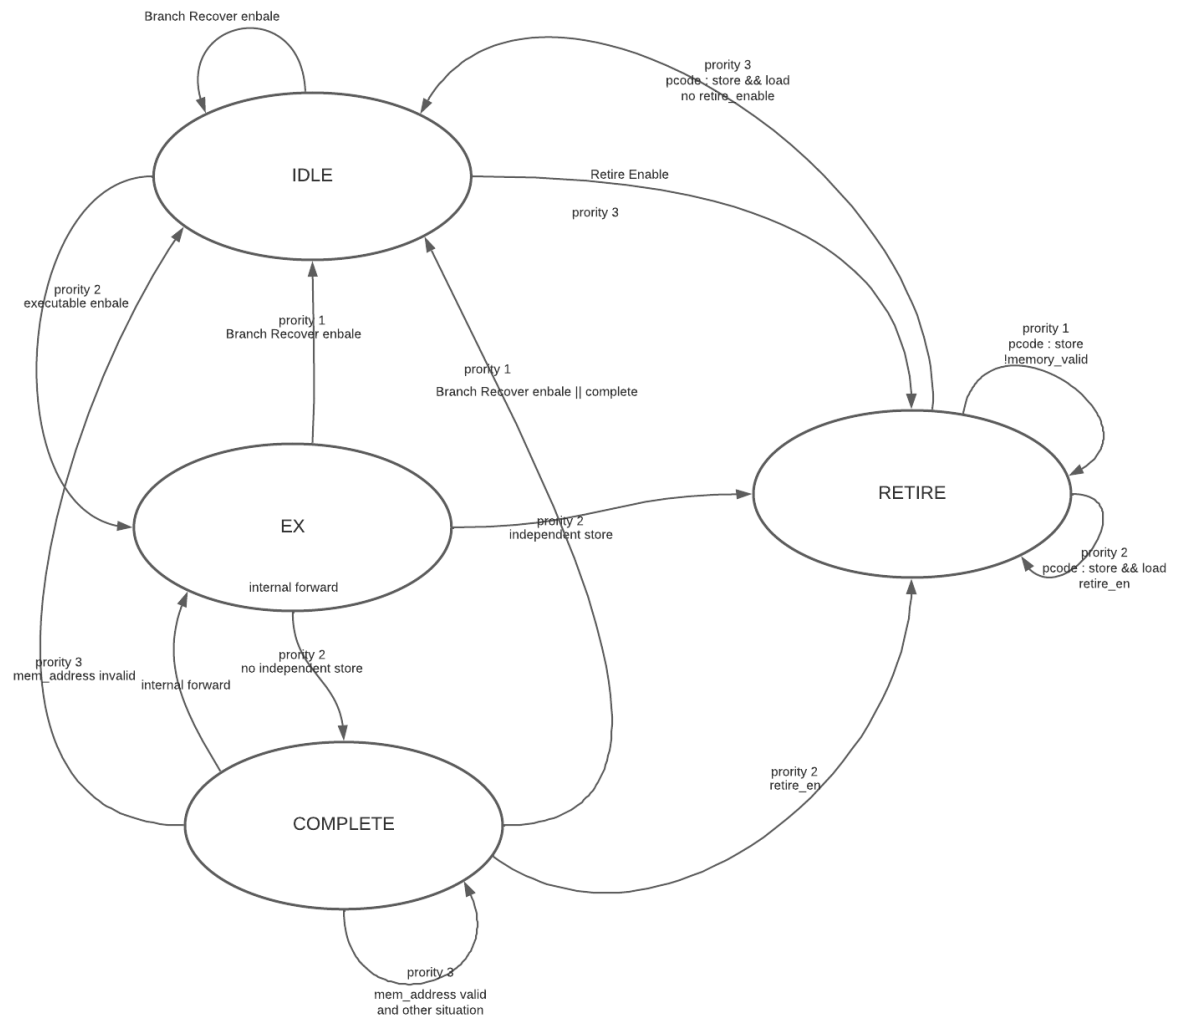 Branch Recover enbale
prority 3
pcode : store && load
no retire_enable
IDLE
Retire Enable
prority 3
prority 2
executable enbale
prority 1
Branch Recover enbale
prority 1
pcode : store
!memory_valid
prority 1
Branch Recover enbale || complete
RETIRE
EX
prority 2
independent store
prority 2
pcode : store && load
retire_en
internal forward
prority 2
no independent store
prority 3
mem_address invalid
internal forward
prority 2
retire_en
COMPLETE
prority 3
mem_address valid
and other situation